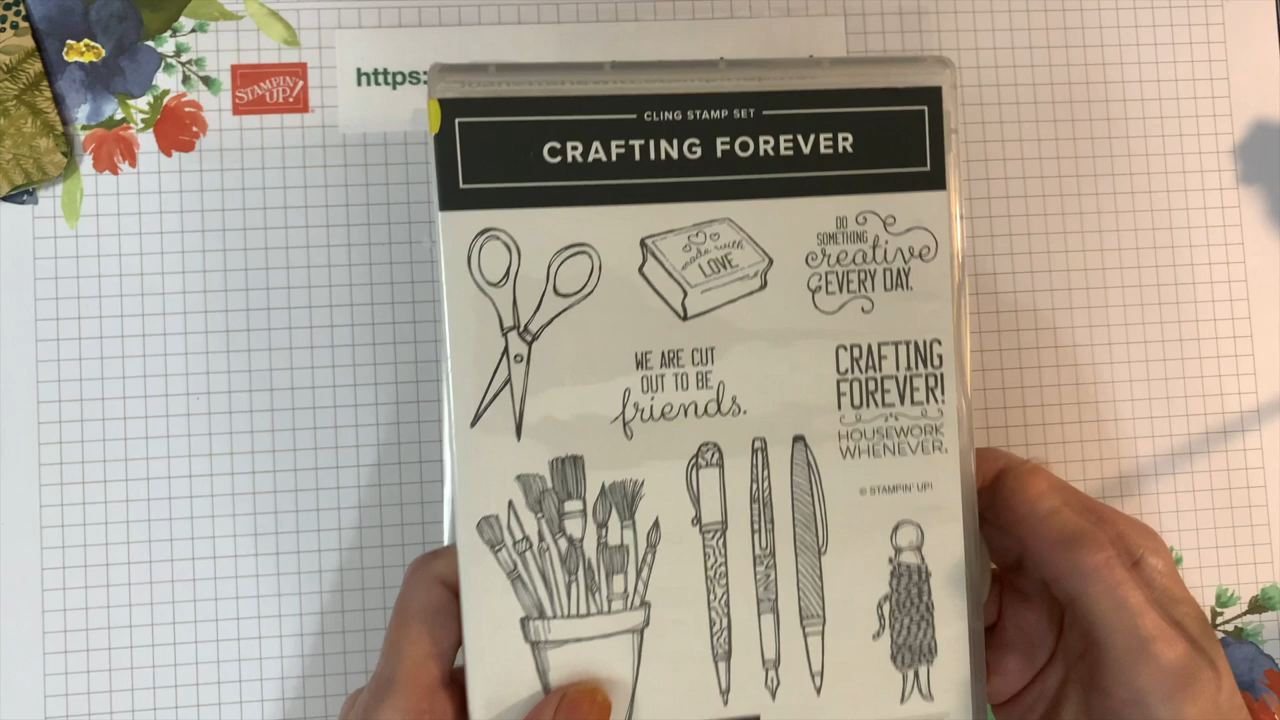 STAMPIN' UP!
https:
CLING STAMP SET
CRAFTING FOREVER
made with
LOVE
DO
SOMETHING
creative
EVERY DAY.
WE ARE CUT
OUT TO BE
friends.
CRAFTING
FOREVER!
HOUSEWORK
WHENEVER.
© STAMPIN' UP!